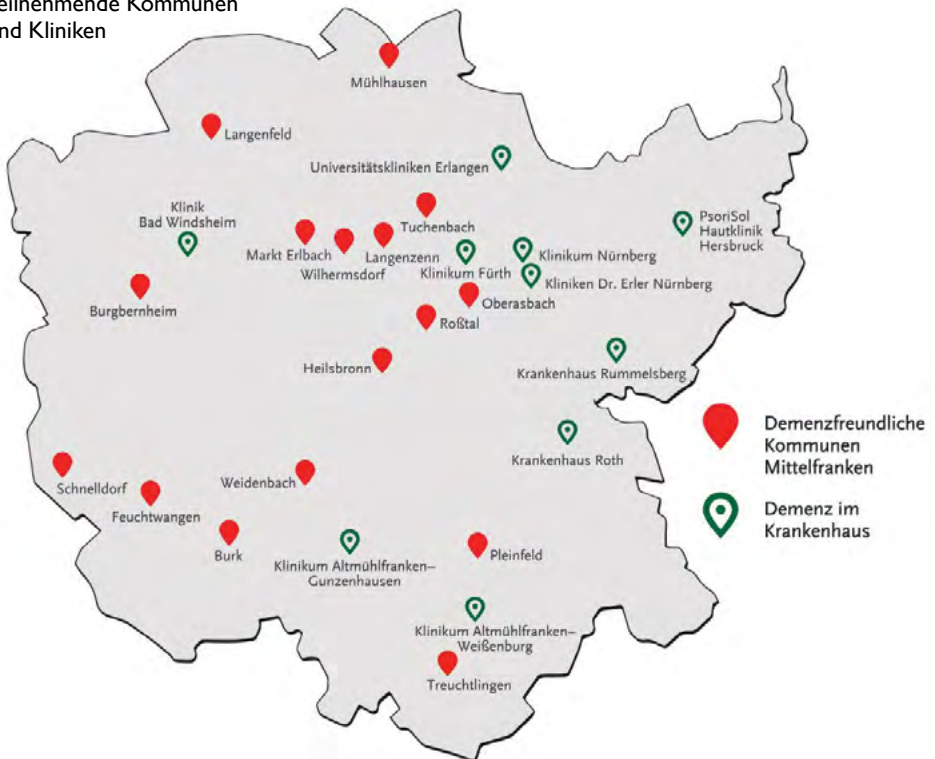 eilnehmende Kommunen
nd Kliniken
Mühlhausen
Langenfeld
Universitätskliniken Erlangen
Klinik
Bad Windsheim
Tuchenbach
PsoriSol
Hautklinik
Hersbruck
Markt Erlbach
Wilhermsdorf
Langenzenn
Klinikum Fürth
Klinikum Nürnberg
Kliniken Dr. Erler Nürnberg
Burgbernheim
Oberasbach
Roßtal
Heilsbronn
Krankenhaus Rummelsberg
Demenzfreundliche
Kommunen
Mittelfranken
Krankenhaus Roth
Schnelldorf
Weidenbach
Feuchtwangen
Demenz im
Krankenhaus
Burk
Klinikum Altmühlfranken–
Gunzenhausen
Pleinfeld
Klinikum Altmühlfranken–
Weißenburg
Treuchtlingen